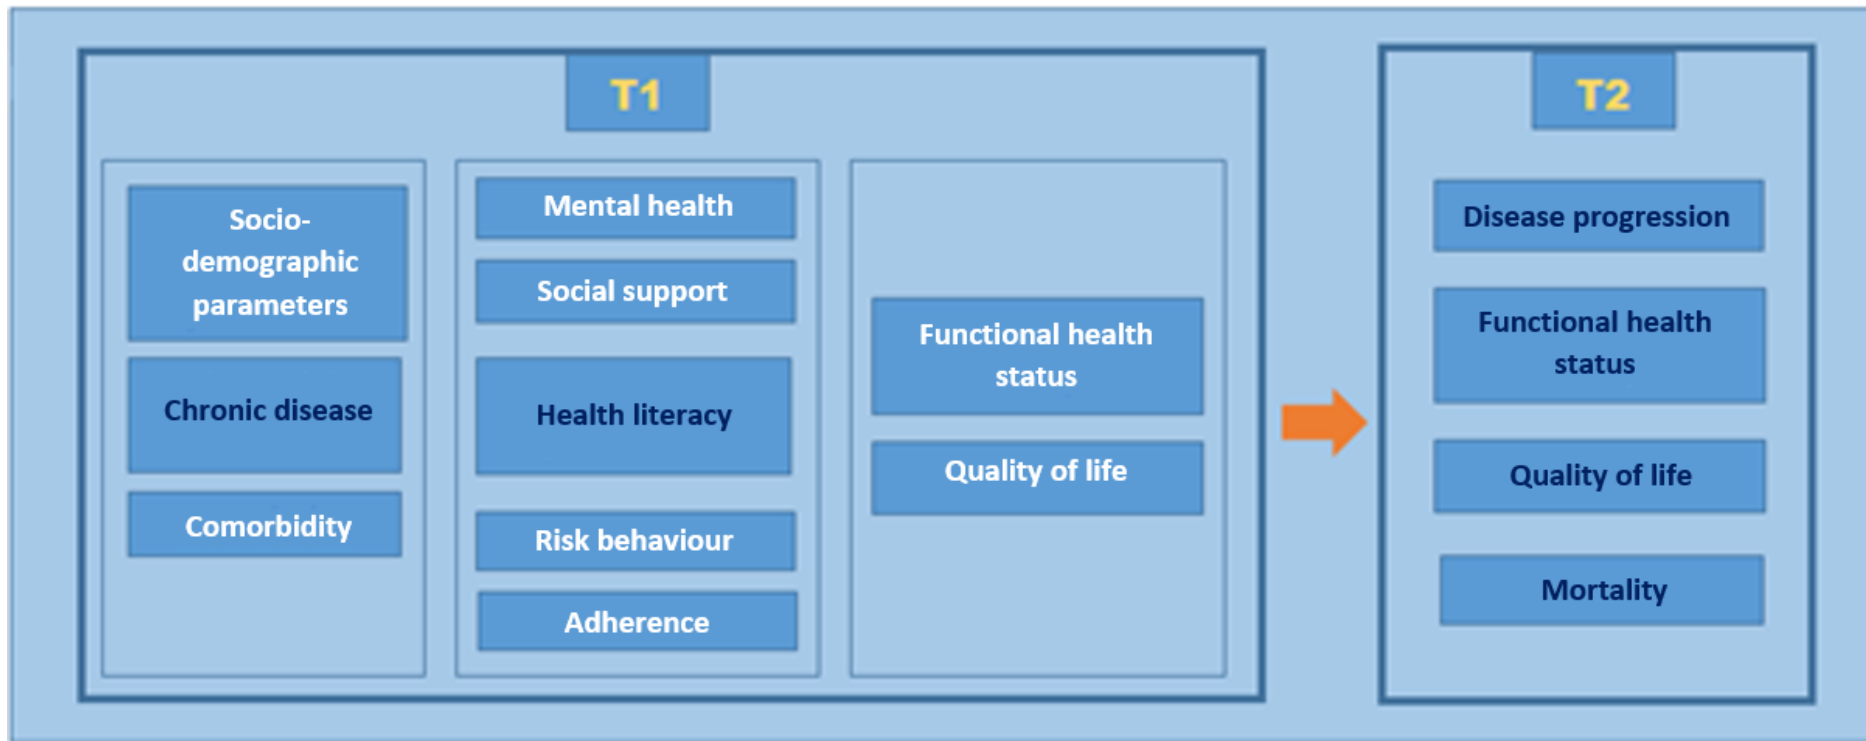 T1
Socio-
demographic
parameters
Chronic disease
Comorbidity
Mental health
Social support
Health literacy
Risk behaviour
Adherence
Functional health
status
Quality of life
T2
Disease progression
Functional health
status
Quality of life
Mortality